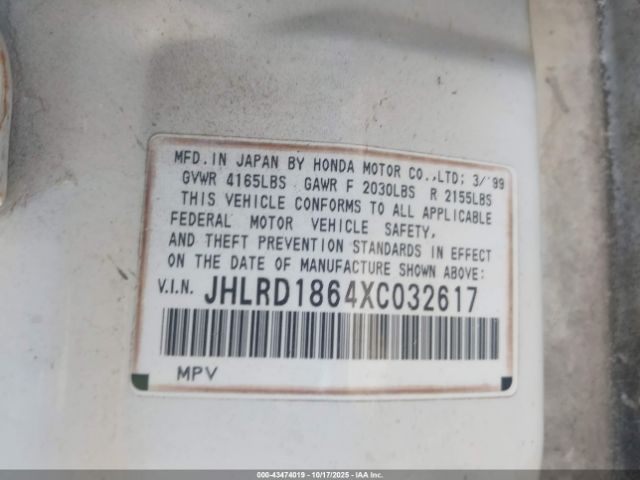 MFD. IN JAPAN BY HONDA MOTOR CO.,LTD; 3/'99
GVWR 4165LBS GAWR F 2030LBS R 2155LBS
THIS VEHICLE CONFORMS TO ALL APPLICABLE
FEDERAL MOTOR VEHICLE SAFETY,
AND THEFT PREVENTION STANDARDS IN EFFECT
ON THE DATE OF MANUFACTURE SHOWN ABOVE:
V.I.N. JHLRD1864XC032617
MPV
000-43474019 - 10/17/2025 - IAAI.COM